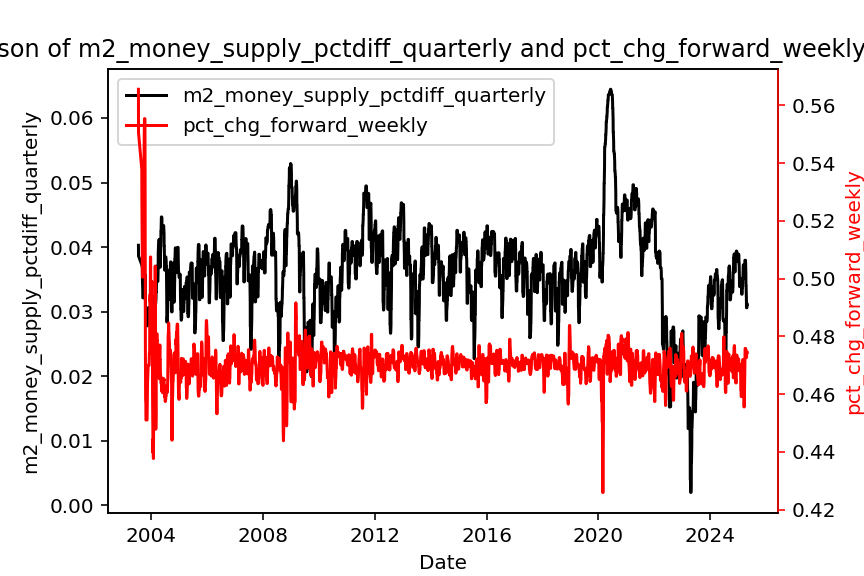 son of m2_money_supply_pctdiff_quarterly and pct_chg_forward_weekly
m2_money_supply_pctdiff_quarterly
pct_chg_forward_weekly
m2_money_supply_pctdiff_quarterly
0.06
0.05
0.04
0.03
0.02
0.01
0.00
0.56
0.54
0.52
0.50
0.48
0.46
0.44
0.42
pct_chg_forward_weekly
2004 2008 2012 2016 2020 2024
Date